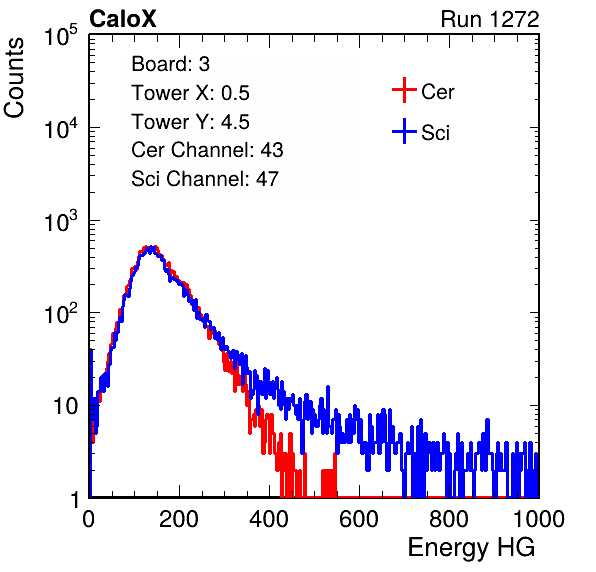 CaloX Run 1272
Counts
10^5
10^4
10^3
10^2
10
1
Board: 3
Tower X: 0.5
Tower Y: 4.5
Cer Channel: 43
Sci Channel: 47
Cer
Sci
0 200 400 600 800 1000
Energy HG